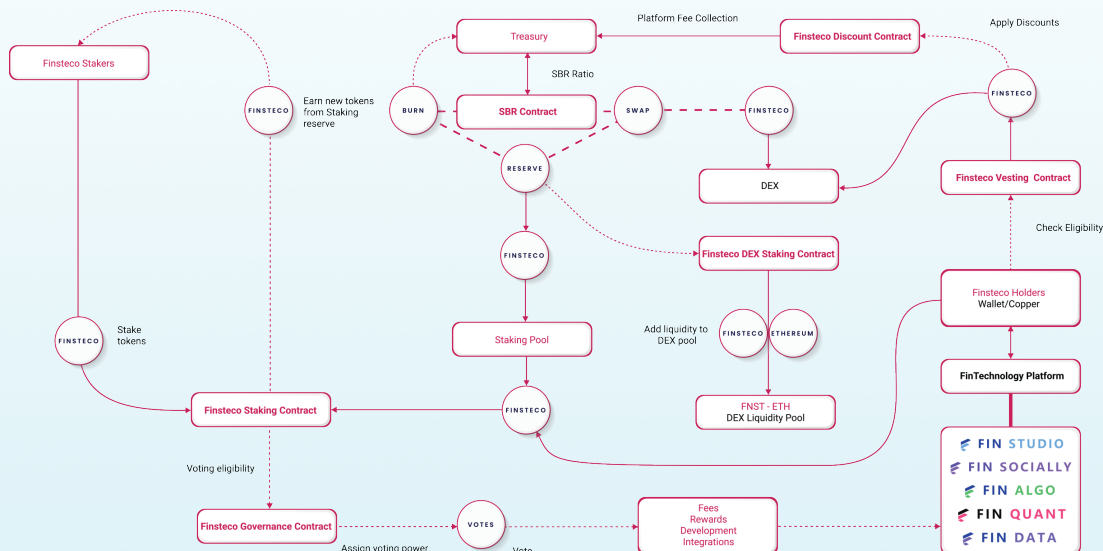 Platform Fee Collection
Apply Discounts
Treasury
Finsteco Discount Contract
Finsteco Stakers
SBR Ratio
FINSTECO
Earn new tokens
from Staking
reserve
BURN
SBR Contract
SWAP
FINSTECO
FINSTECO
RESERVE
DEX
Finsteco Vesting Contract
Check Eligibility
FINSTECO
Finsteco DEX Staking Contract
Finsteco Holders
Wallet/Copper
FINSTECO
Stake
tokens
Staking Pool
Add liquidity to
DEX pool
FINSTECO
ETHEREUM
FinTechnology Platform
Finsteco Staking Contract
FINSTECO
FNST - ETH
DEX Liquidity Pool
FIN STUDIO
FIN SOCIALLY
FIN ALGO
FIN QUANT
FIN DATA
Voting eligibility
Finsteco Governance Contract
Assign voting power
VOTES
Vote
Fees
Rewards
Development
Integrations